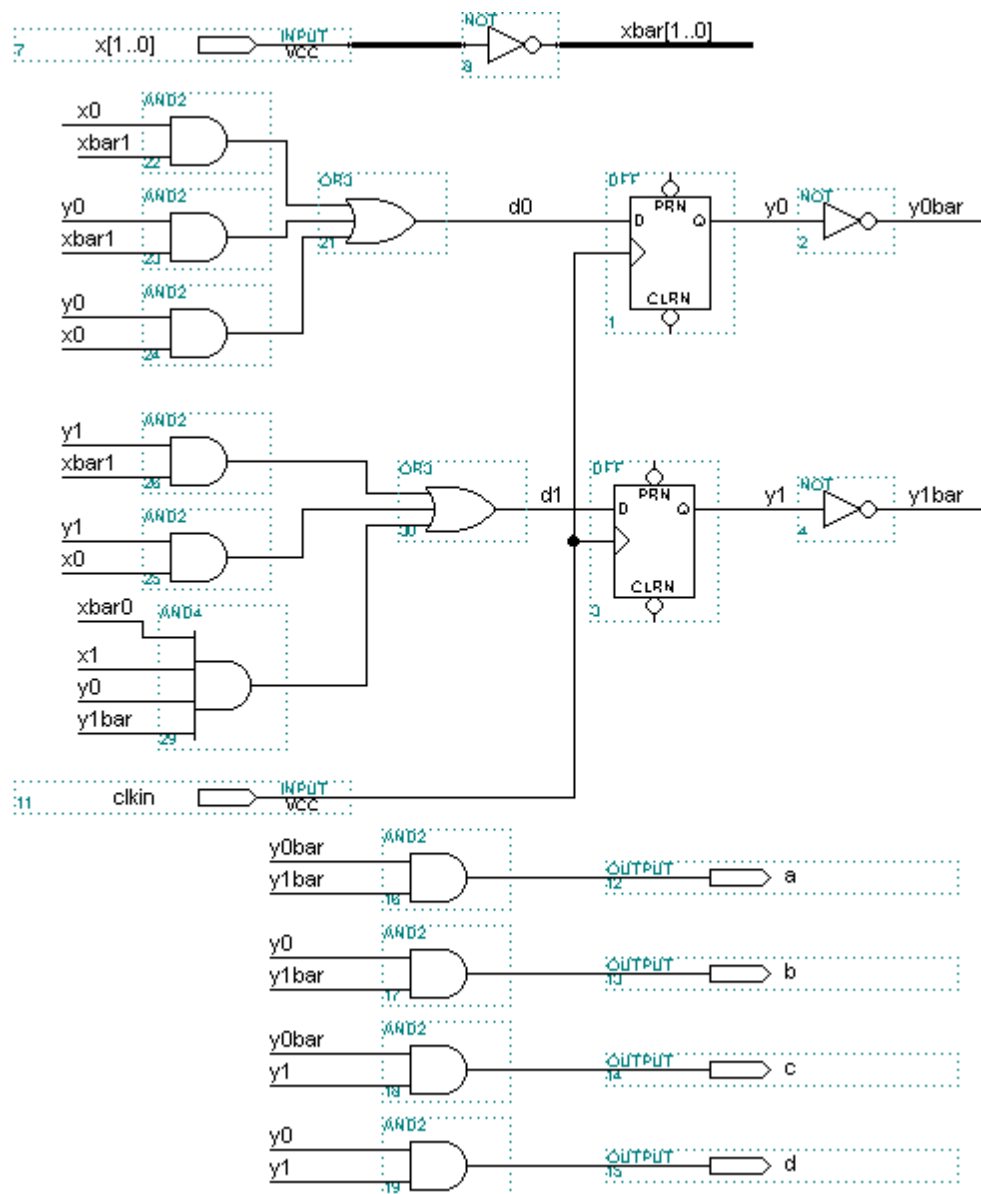 NOT
x[1..0] INPUT xbar[1..0]
7 VCC
8
AND2
x0
xbar1
22
AND2 OR3 DFF NOT
y0 d0 PRN y0 y0bar
xbar1 D Q
23 21 2
AND2
y0 CLRN
x0 1
24
AND2
y1
xbar1 OR3 DFF NOT
26 d1 PRN y1 y1bar
AND2 D Q
y1 30 4
x0
25 CLRN
xbar0 AND4 3
x1
y0
y1bar
29
clkin INPUT
11 VCC
AND2
y0bar OUTPUT
y1bar 12 a
16
AND2
y0 OUTPUT
y1bar 13 b
17
AND2
y0bar OUTPUT
y1 14 c
18
AND2
y0 OUTPUT
y1 15 d
19